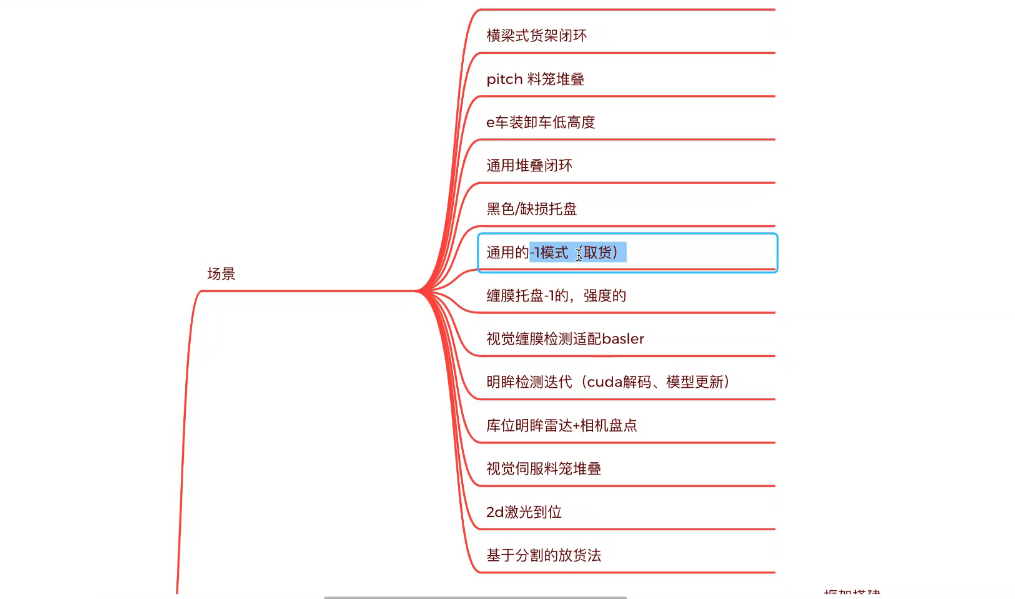 横梁式货架闭环
pitch 料笼堆叠
e车装卸车低高度
通用堆叠闭环
黑色/缺损托盘
通用的-1模式（取货）
场景
缠膜托盘-1的，强度的
视觉缠膜检测适配basler
明眸检测迭代（cuda解码、模型更新）
库位明眸雷达+相机盘点
视觉伺服料笼堆叠
2d激光到位
基于分割的放货法